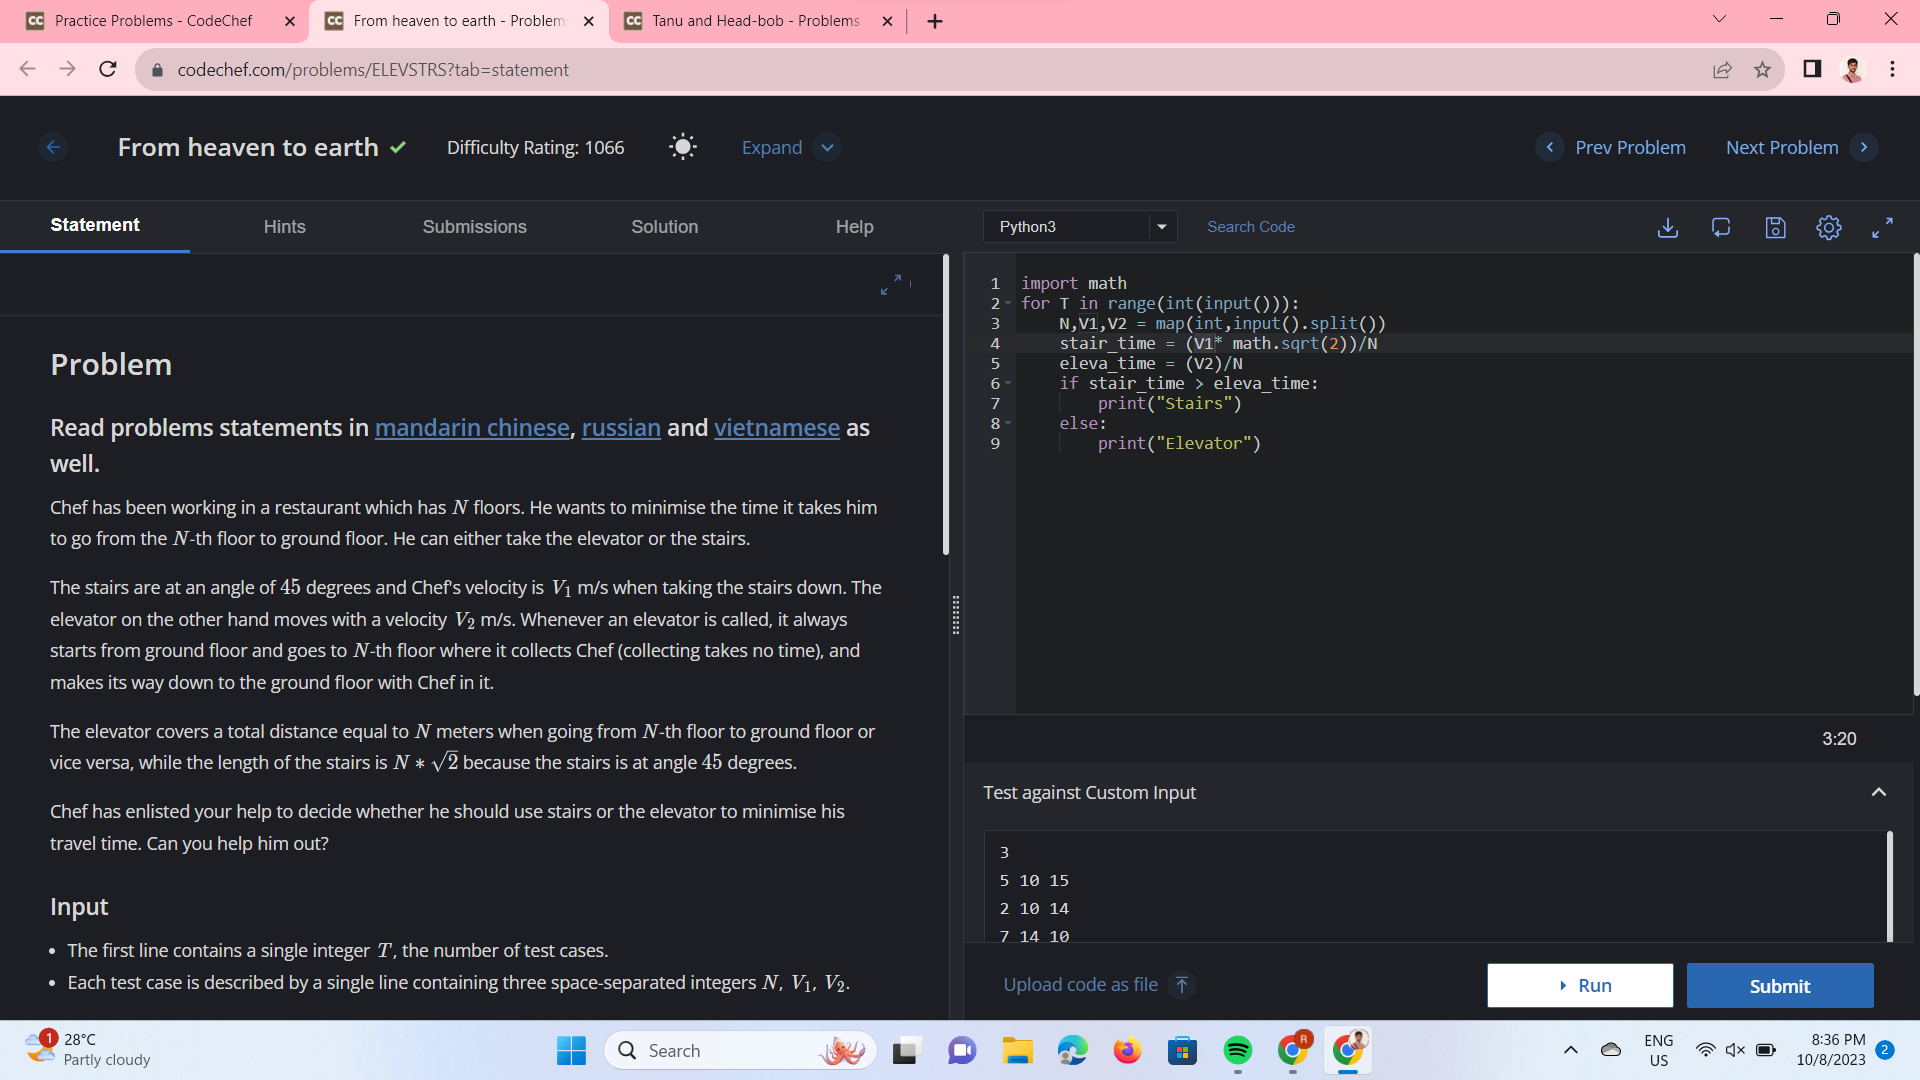 Practice Problems - CodeChef
From heaven to earth - Problem
Tanu and Head-bob - Problems
codechef.com/problems/ELEVSTRS?tab=statement
From heaven to earth
Difficulty Rating: 1066
Expand
Prev Problem
Next Problem
Statement
Hints
Submissions
Solution
Help
Problem
Read problems statements in mandarin chinese, russian and vietnamese as
well.
Chef has been working in a restaurant which has N floors. He wants to minimise the time it takes him
to go from the N-th floor to ground floor. He can either take the elevator or the stairs.
The stairs are at an angle of 45 degrees and Chef's velocity is V1 m/s when taking the stairs down. The
elevator on the other hand moves with a velocity V2 m/s. Whenever an elevator is called, it always
starts from ground floor and goes to N-th floor where it collects Chef (collecting takes no time), and
makes its way down to the ground floor with Chef in it.
The elevator covers a total distance equal to N meters when going from N-th floor to ground floor or
vice versa, while the length of the stairs is N * √2 because the stairs is at angle 45 degrees.
Chef has enlisted your help to decide whether he should use stairs or the elevator to minimise his
travel time. Can you help him out?
Input
• The first line contains a single integer T, the number of test cases.
• Each test case is described by a single line containing three space-separated integers N, V1, V2.
Python3
Search Code
1 import math
2 for T in range(int(input())):
3     N,V1,V2 = map(int,input().split())
4     stair_time = (V1* math.sqrt(2))/N
5     eleva_time = (V2)/N
6     if stair_time > eleva_time:
7         print("Stairs")
8     else:
9         print("Elevator")
3:20
Test against Custom Input
3
5 10 15
2 10 14
7 14 10
Upload code as file
Run
Submit
1
28°C
Partly cloudy
Search
R
ENG
US
8:36 PM
10/8/2023
2